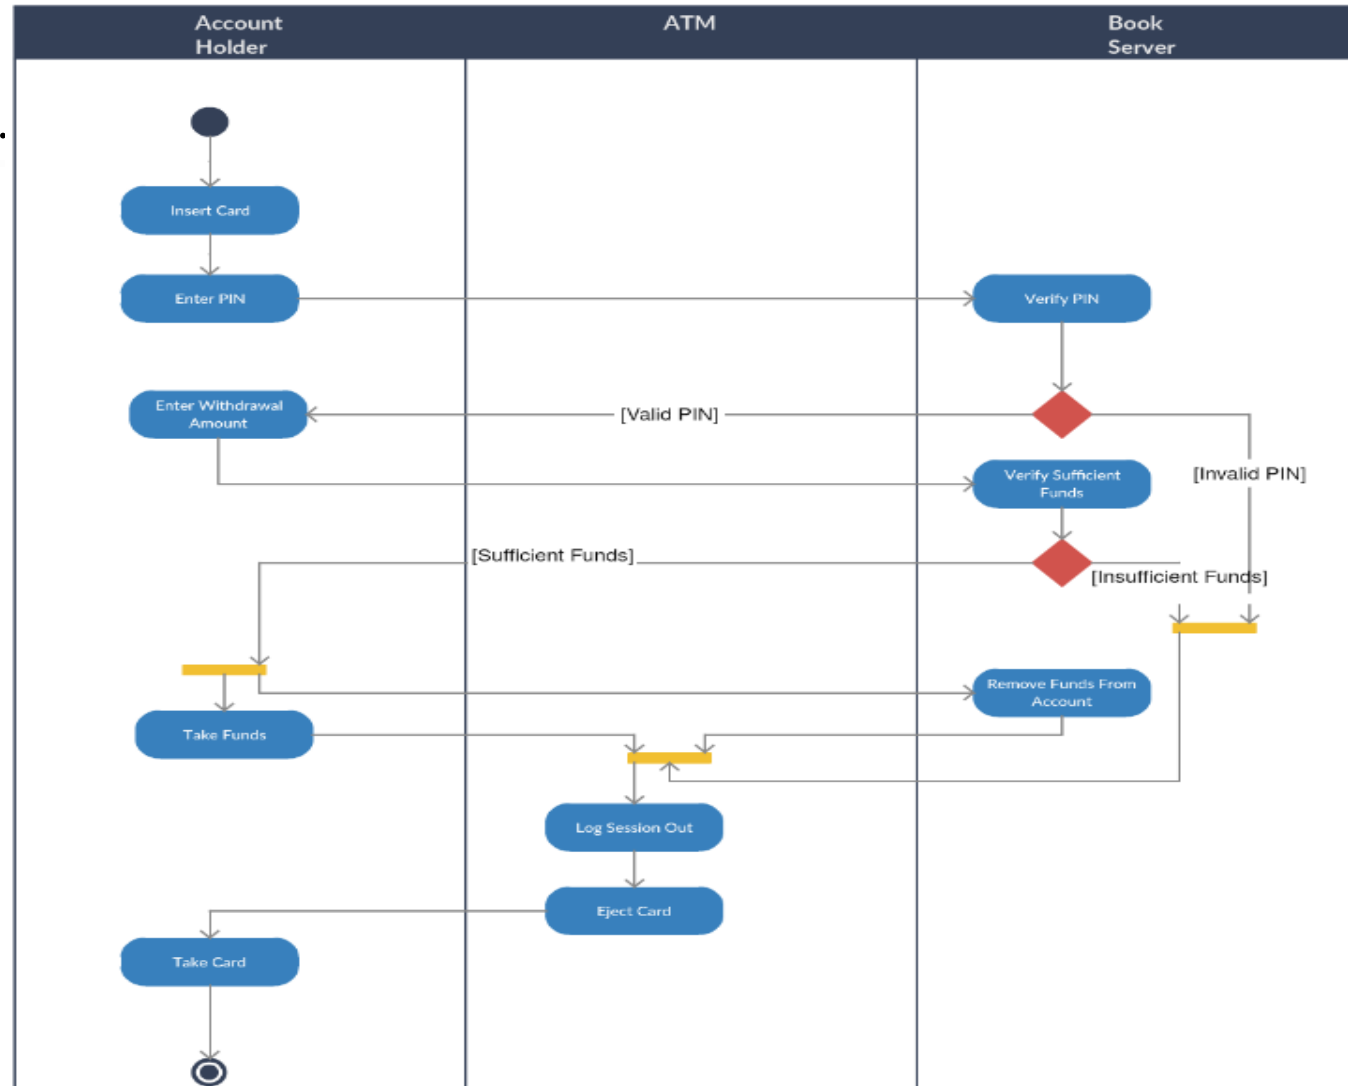 Account
Holder
ATM
Book
Server
Insert Card
Enter PIN
Verify PIN
Enter Withdrawal
Amount
[Valid PIN]
[Invalid PIN]
Verify Sufficient
Funds
[Sufficient Funds]
[Insufficient Funds]
Remove Funds From
Account
Take Funds
Log Session Out
Eject Card
Take Card